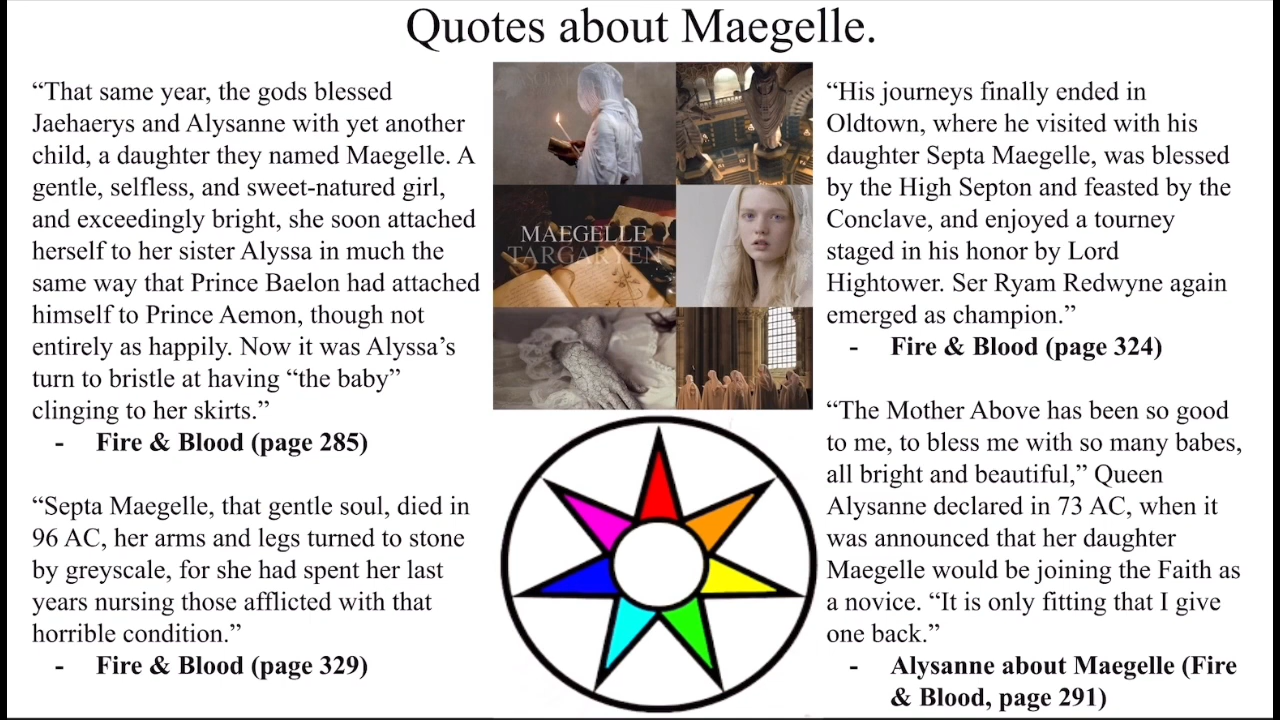 Quotes about Maegelle.
“That same year, the gods blessed
Jaehaerys and Alysanne with yet another
child, a daughter they named Maegelle. A
gentle, selfless, and sweet-natured girl,
and exceedingly bright, she soon attached
herself to her sister Alyssa in much the
same way that Prince Baelon had attached
himself to Prince Aemon, though not
entirely as happily. Now it was Alyssa’s
turn to bristle at having “the baby”
clinging to her skirts.”
- Fire & Blood (page 285)
“Septa Maegelle, that gentle soul, died in
96 AC, her arms and legs turned to stone
by greyscale, for she had spent her last
years nursing those afflicted with that
horrible condition.”
- Fire & Blood (page 329)
MAEGELLE
TARGARYEN
“His journeys finally ended in
Oldtown, where he visited with his
daughter Septa Maegelle, was blessed
by the High Septon and feasted by the
Conclave, and enjoyed a tourney
staged in his honor by Lord
Hightower. Ser Ryam Redwyne again
emerged as champion.”
- Fire & Blood (page 324)
“The Mother Above has been so good
to me, to bless me with so many babes,
all bright and beautiful,” Queen
Alysanne declared in 73 AC, when it
was announced that her daughter
Maegelle would be joining the Faith as
a novice. “It is only fitting that I give
one back.”
- Alysanne about Maegelle (Fire
& Blood, page 291)